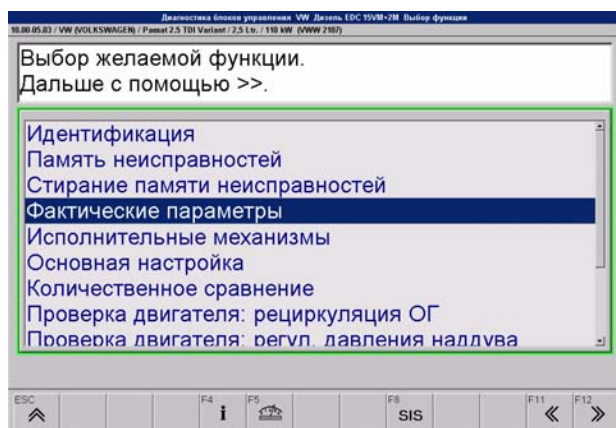 Диагностика блоков управления VW Дизель EDC 15VM+2M Выбор функции
10.00-05.03 / VW (VOLKSWAGEN) / Passat 2.5 TDI Variant / 2,5 Ltr. / 110 kW (VWW 2107)
Выбор желаемой функции.
Дальше с помощью >>.
Идентификация
Память неисправностей
Стирание памяти неисправностей
Фактические параметры
Исполнительные механизмы
Основная настройка
Количественное сравнение
Проверка двигателя: рециркуляция ОГ
Проверка двигателя: регул. давления наддува
ESC F4 i F5 F8 SIS F11 F12